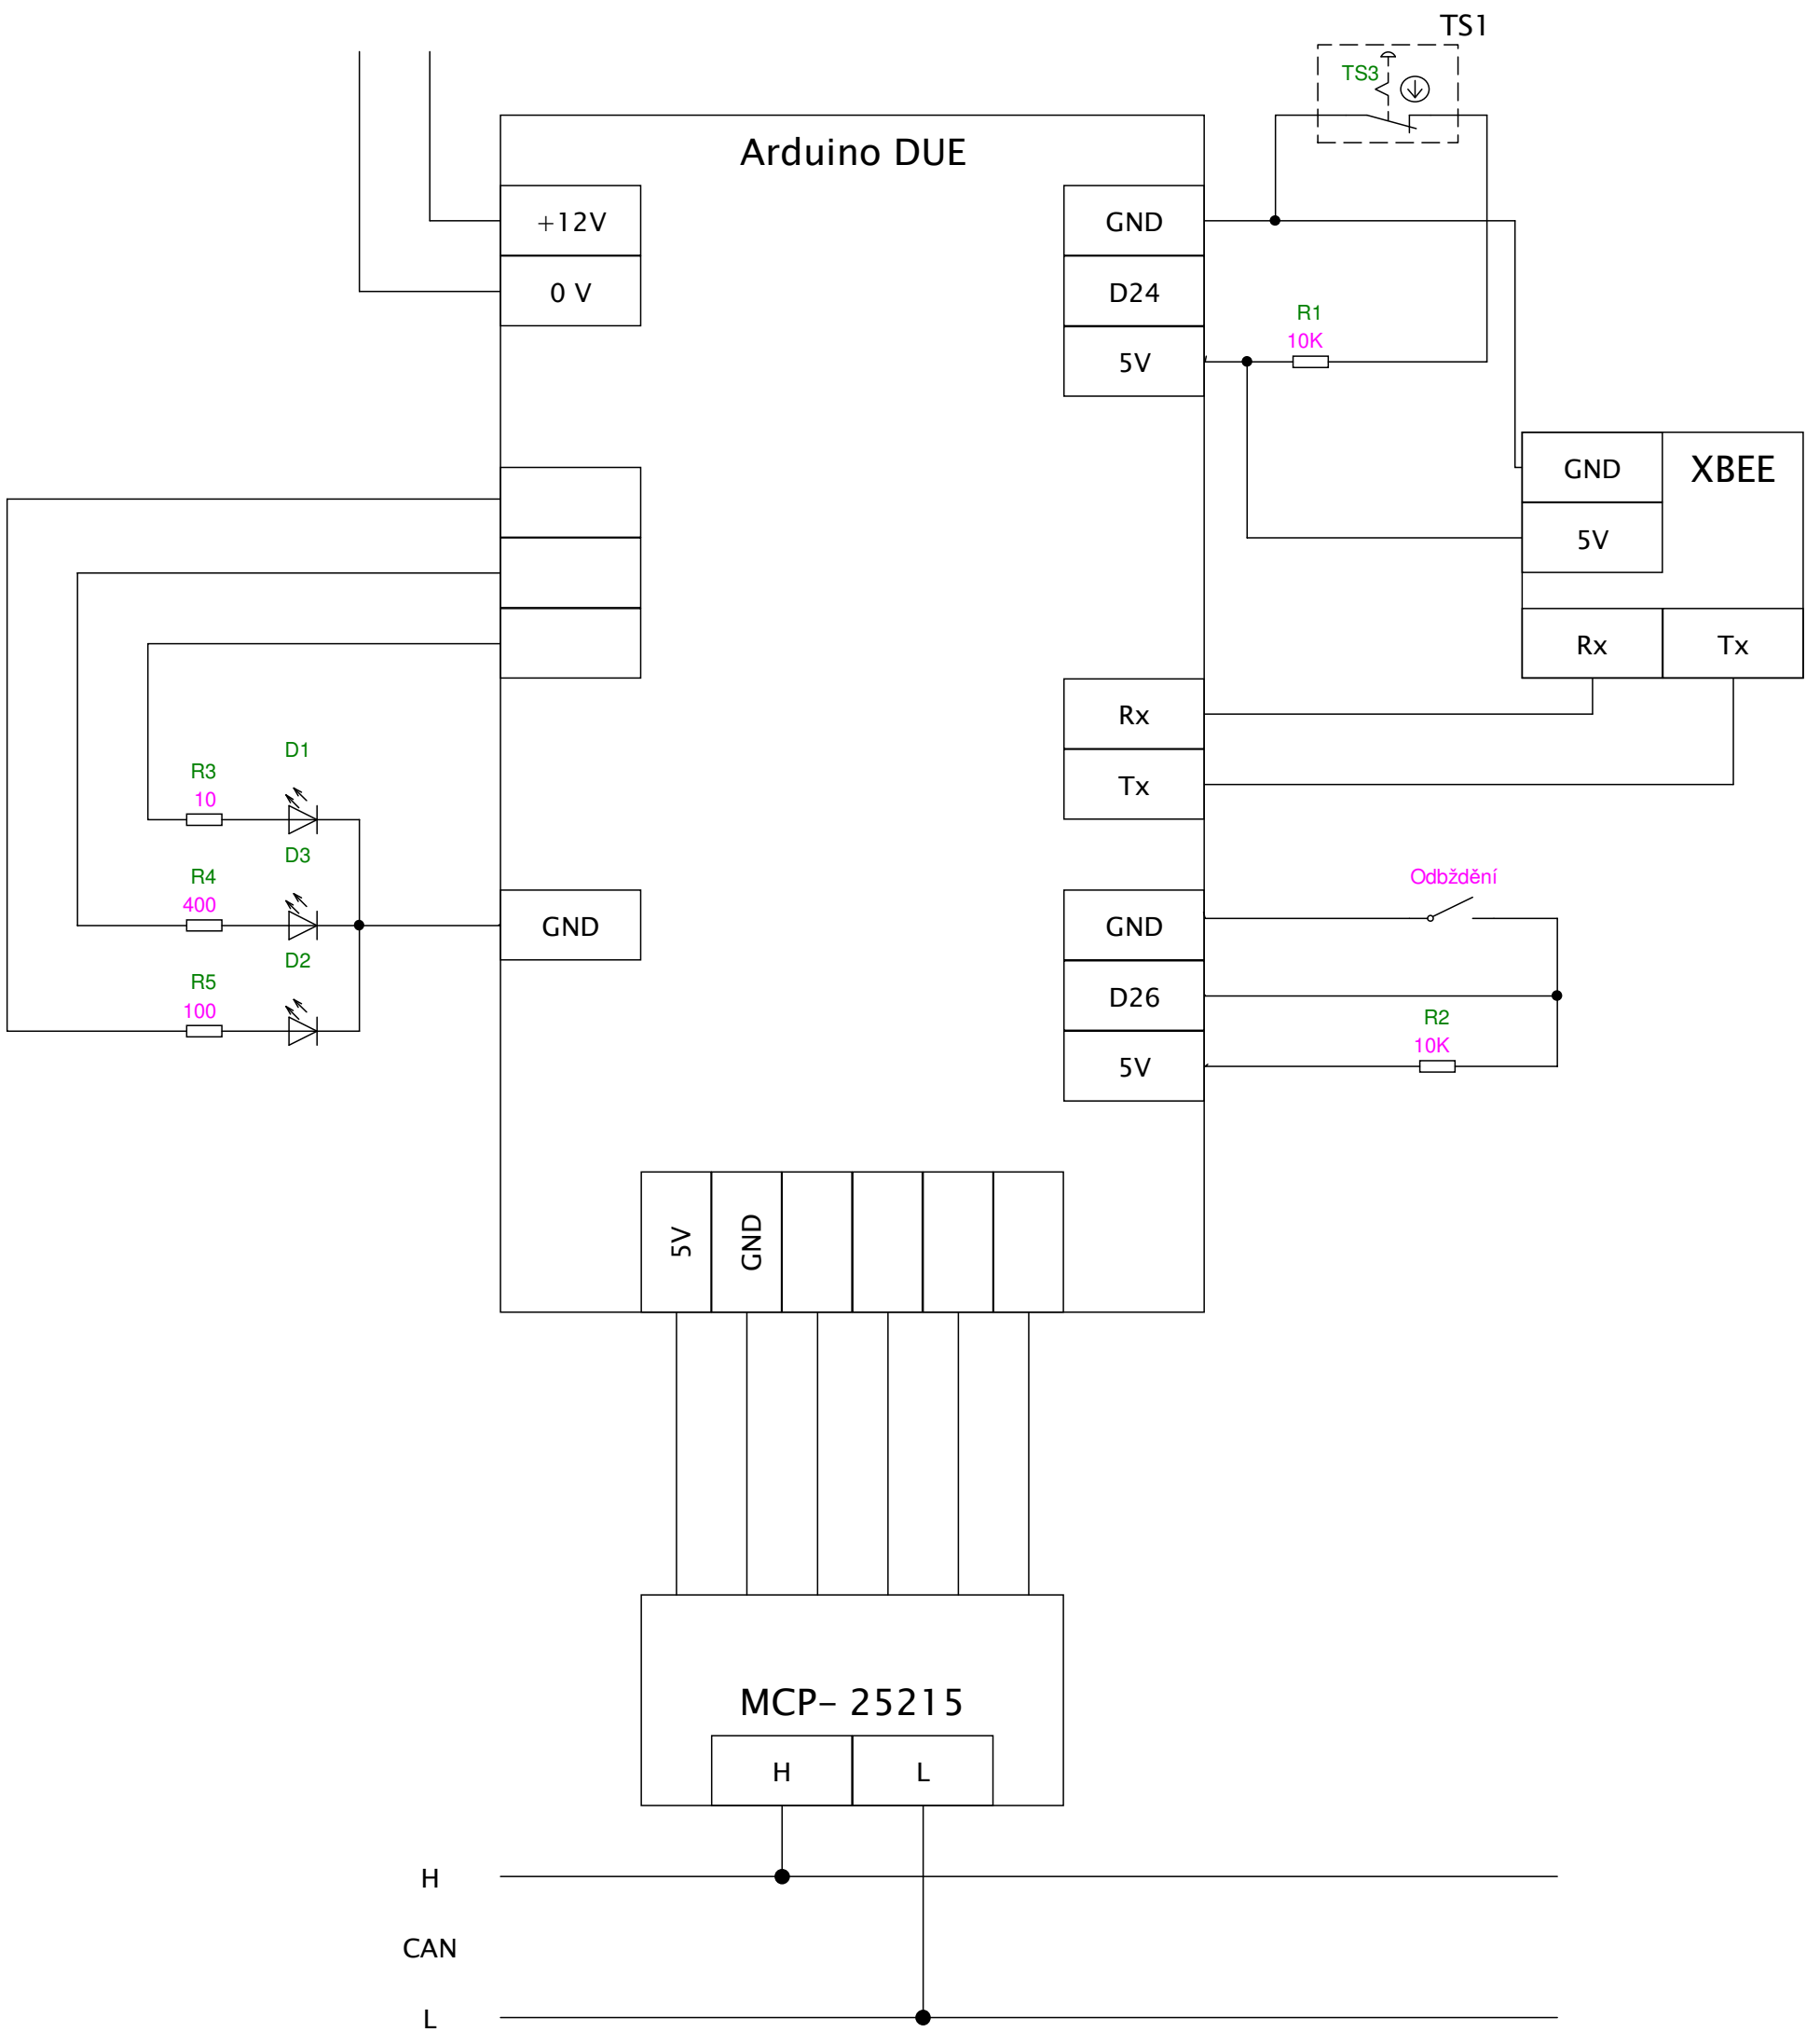 TS1
TS3
Arduino DUE
+12V
0 V
GND
D24
5V
R1
10K
GND
XBEE
5V
Rx
Tx
Rx
Tx
D1
R3
10
D3
R4
400
D2
R5
100
GND
Odbždění
GND
D26
5V
R2
10K
5V
GND
MCP- 25215
H
L
H
CAN
L